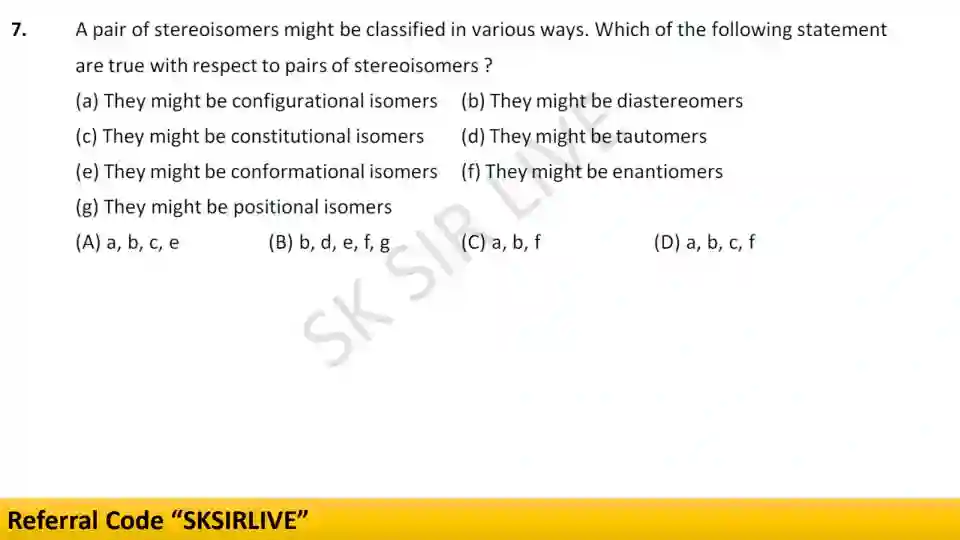 7. A pair of stereoisomers might be classified in various ways. Which of the following statement
are true with respect to pairs of stereoisomers ?
(a) They might be configurational isomers (b) They might be diastereomers
(c) They might be constitutional isomers (d) They might be tautomers
(e) They might be conformational isomers (f) They might be enantiomers
(g) They might be positional isomers
(A) a, b, c, e (B) b, d, e, f, g (C) a, b, f (D) a, b, c, f
SK SIR LIVE
Referral Code “SKSIRLIVE”